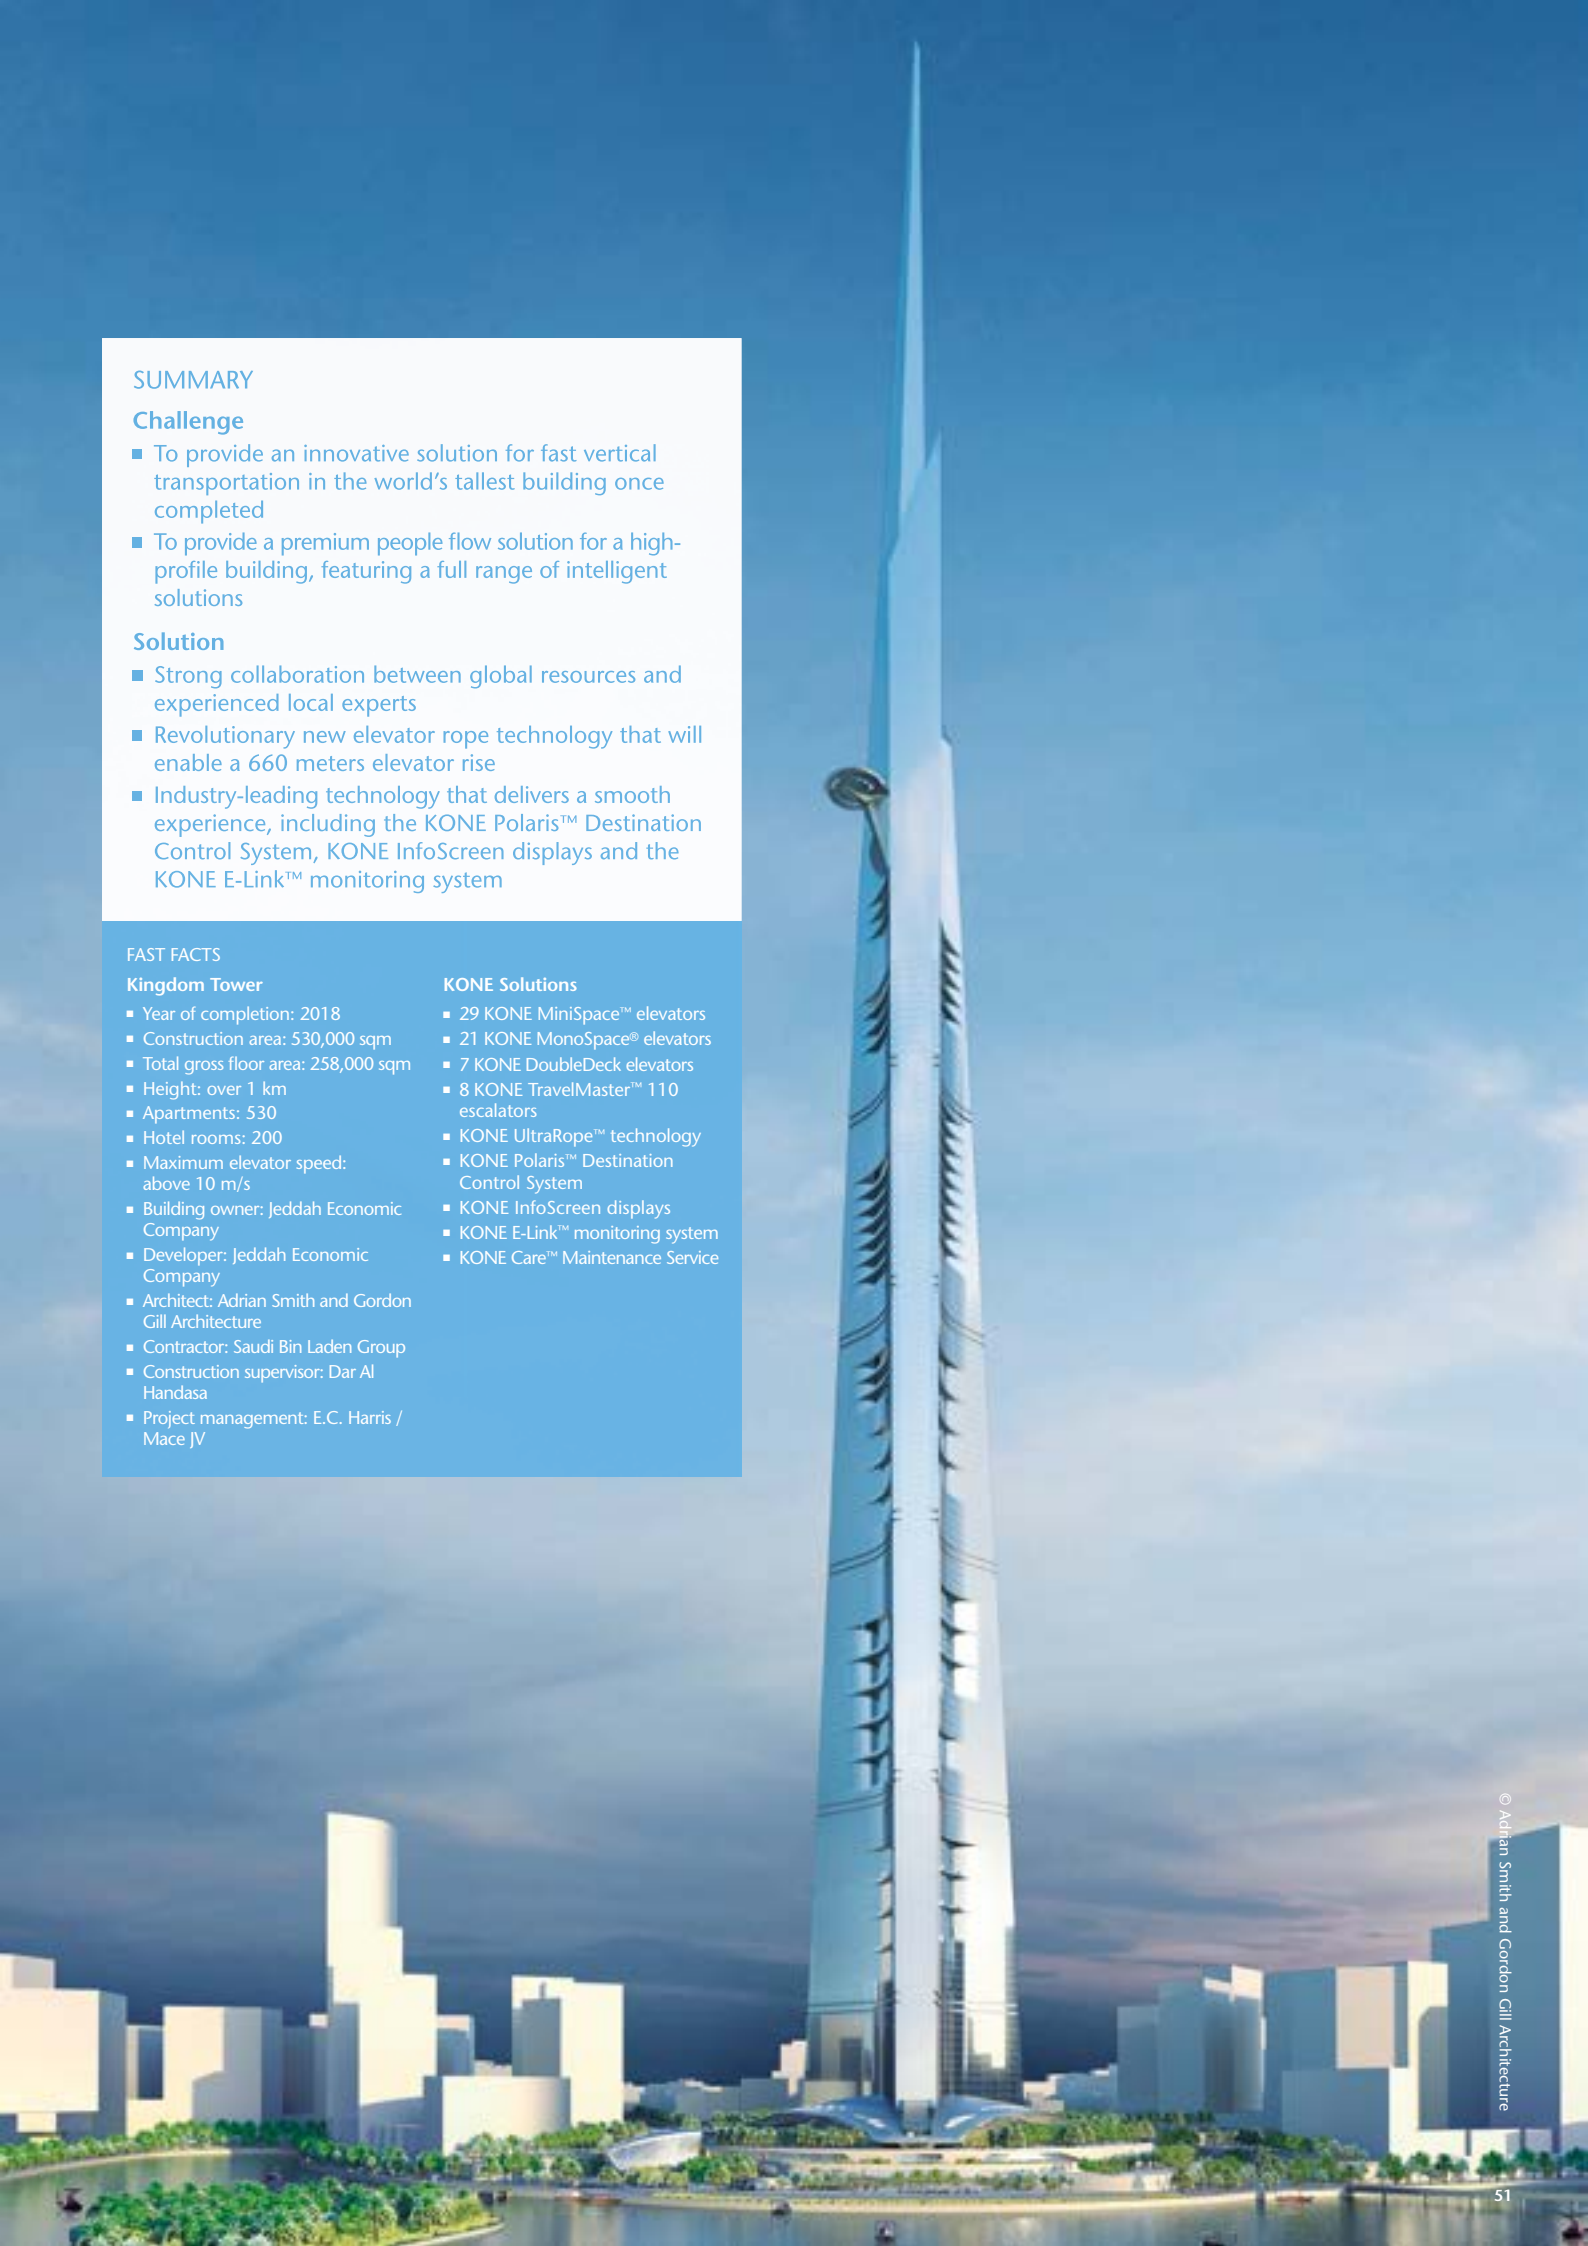 SUMMARY
Challenge
■ To provide an innovative solution for fast vertical
transportation in the world's tallest building once
completed
■ To provide a premium people flow solution for a high-
profile building, featuring a full range of intelligent
solutions
Solution
■ Strong collaboration between global resources and
experienced local experts
■ Revolutionary new elevator rope technology that will
enable a 660 meters elevator rise
■ Industry-leading technology that delivers a smooth
experience, including the KONE Polaris™ Destination
Control System, KONE InfoScreen displays and the
KONE E-Link™ monitoring system
FAST FACTS
Kingdom Tower
■ Year of completion: 2018
■ Construction area: 530,000 sqm
■ Total gross floor area: 258,000 sqm
■ Height: over 1 km
■ Apartments: 530
■ Hotel rooms: 200
■ Maximum elevator speed:
above 10 m/s
■ Building owner: Jeddah Economic
Company
■ Developer: Jeddah Economic
Company
■ Architect: Adrian Smith and Gordon
Gill Architecture
■ Contractor: Saudi Bin Laden Group
■ Construction supervisor: Dar Al
Handasa
■ Project management: E.C. Harris /
Mace JV
KONE Solutions
■ 29 KONE MiniSpace™ elevators
■ 21 KONE MonoSpace® elevators
■ 7 KONE DoubleDeck elevators
■ 8 KONE TravelMaster™ 110
escalators
■ KONE UltraRope™ technology
■ KONE Polaris™ Destination
Control System
■ KONE InfoScreen displays
■ KONE E-Link™ monitoring system
■ KONE Care™ Maintenance Service
© Adrian Smith and Gordon Gill Architecture
51